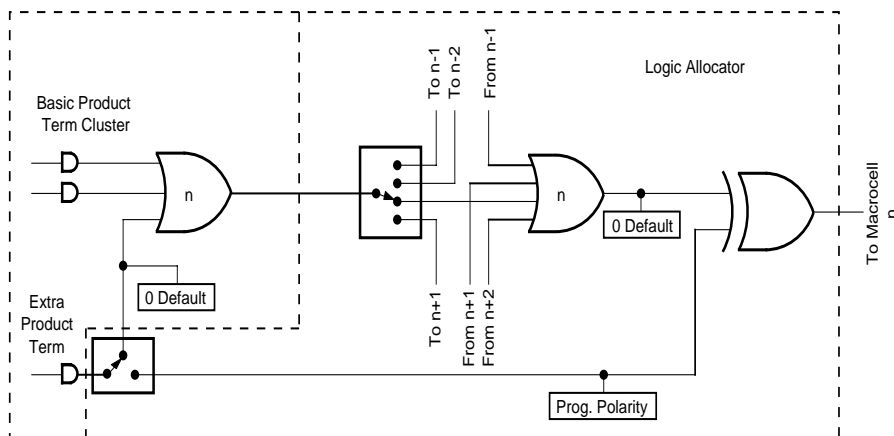 To n-1
To n-2
From n-1
Logic Allocator
Basic Product
Term Cluster
n
n
0 Default
To Macrocell
n
0 Default
Extra
Product
Term
To n+1
From n+1
From n+2
Prog. Polarity